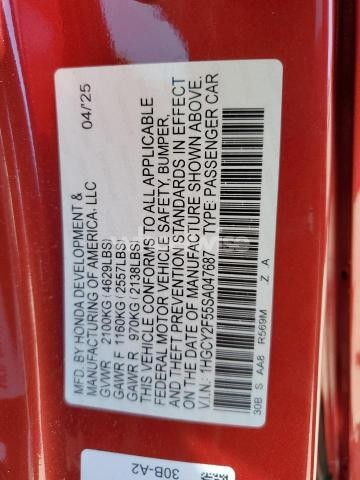 MFD. BY HONDA DEVELOPMENT & 04/25
MANUFACTURING OF AMERICA, LLC
GVWR 2100KG (4629LBS)
GAWR F 1160KG (2557LBS)
GAWR R 970KG (2138LBS)
THIS VEHICLE CONFORMS TO ALL APPLICABLE
FEDERAL MOTOR VEHICLE SAFETY, BUMPER,
AND THEFT PREVENTION STANDARDS IN EFFECT
ON THE DATE OF MANUFACTURE SHOWN ABOVE.
V.I.N.: 1HGCY2F55SA047687 TYPE: PASSENGER CAR
Z A
30B S AA8 R569M
30B-A2